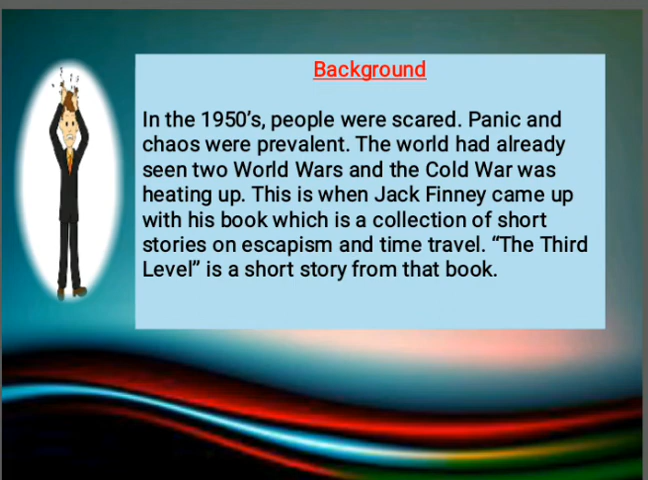 Background
In the 1950's, people were scared. Panic and
chaos were prevalent. The world had already
seen two World Wars and the Cold War was
heating up. This is when Jack Finney came up
with his book which is a collection of short
stories on escapism and time travel. “The Third
Level” is a short story from that book.